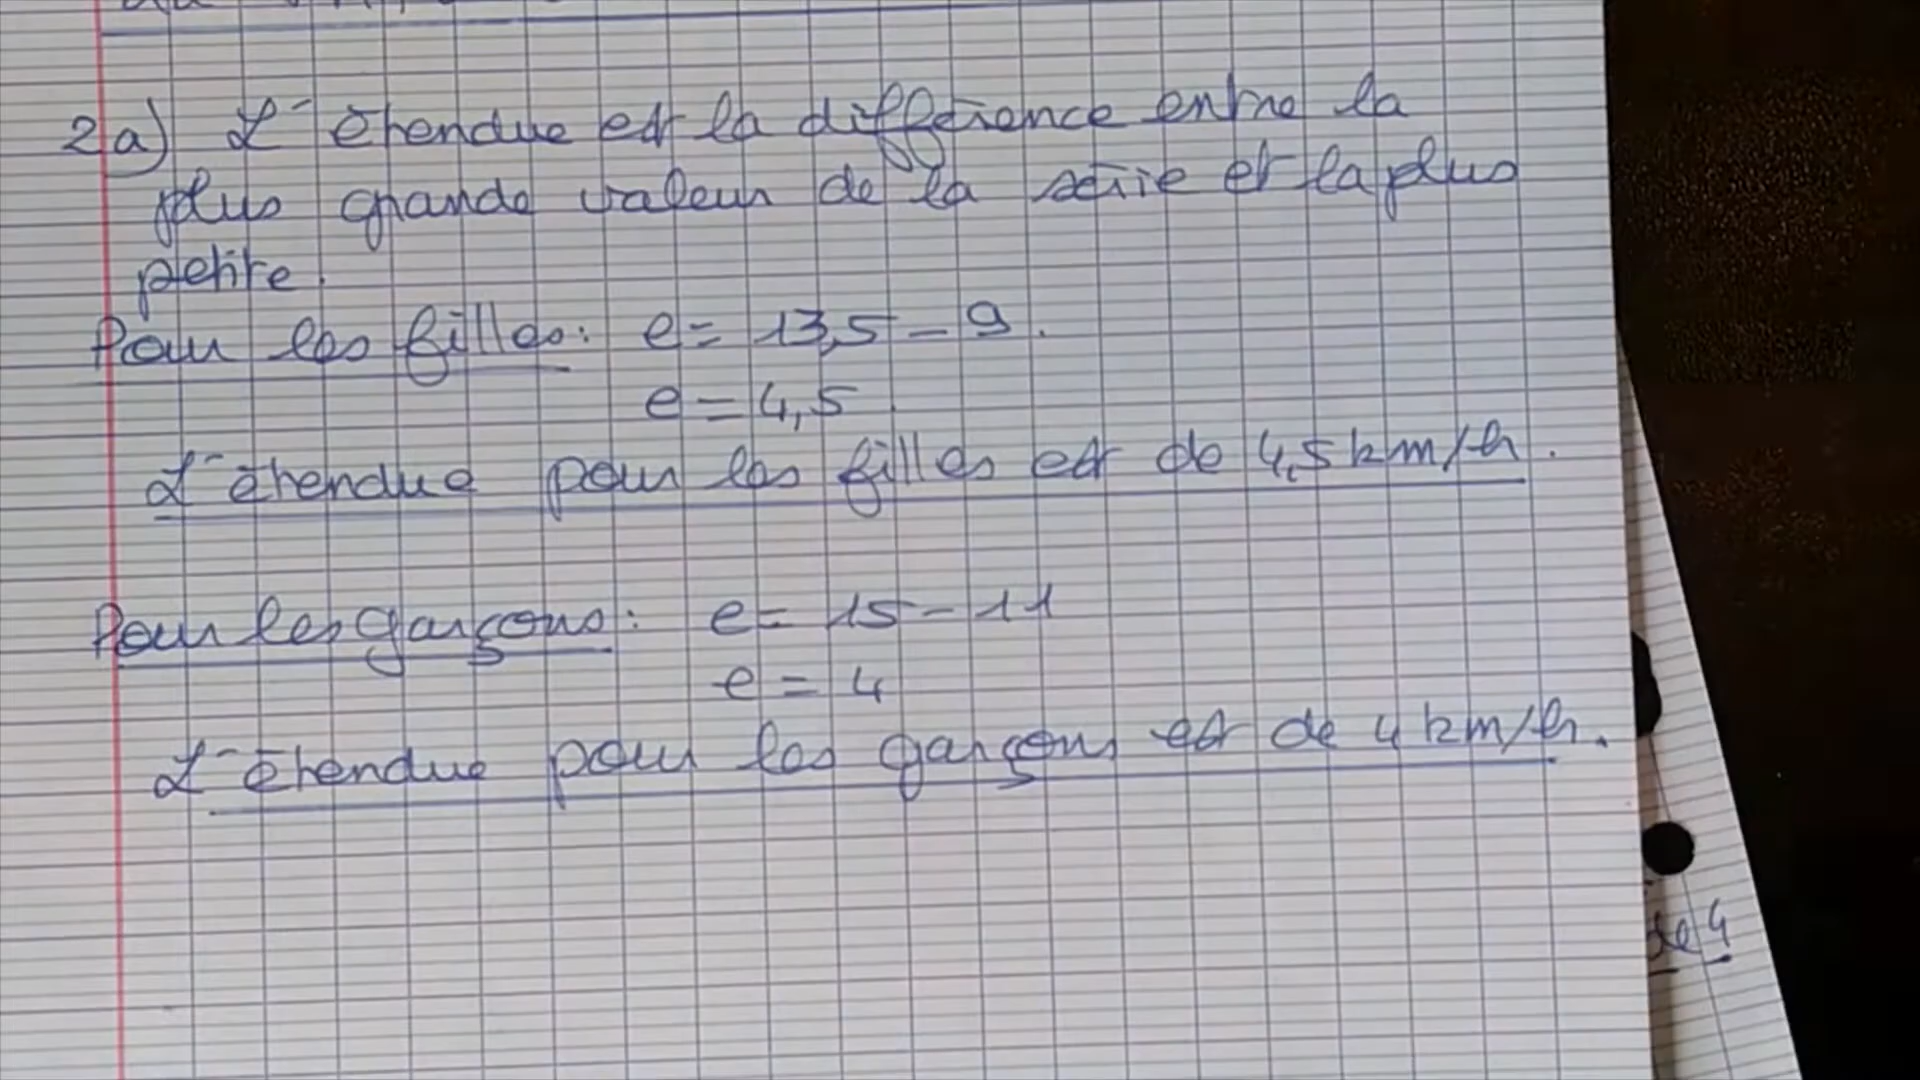 2a) L'étendue est la différence entre la
plus grande valeur de la série et la plus
petite.
Pour les filles : e = 13,5 - 9.
e = 4,5
L'étendue pour les filles est de 4,5 km/h.
Pour les garçons : e = 15 - 11
e = 4
L'étendue pour les garçons est de 4 km/h.
de 4